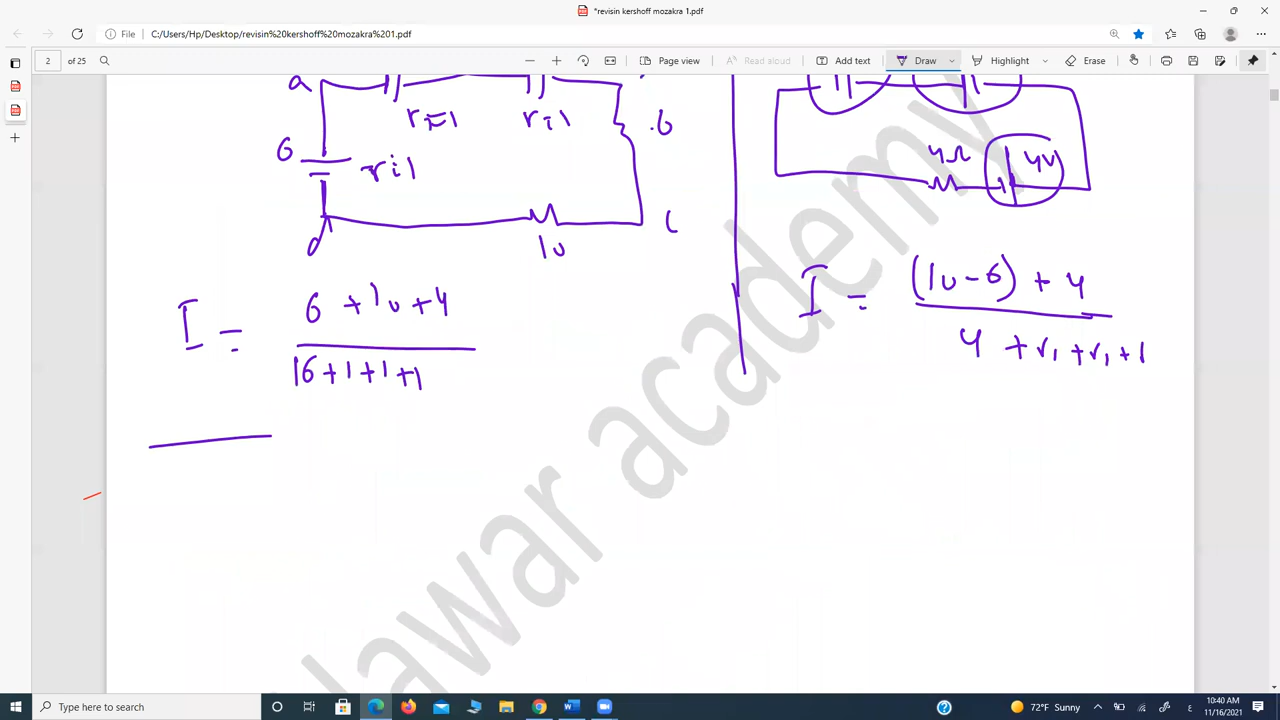 *revisin kershoff mozakra 1.pdf
File C:/Users/Hp/Desktop/revisin%20kershoff%20mozakra%201.pdf
2 of 25 Page view Read aloud Add text Draw Highlight Erase
a
r=1 r=1 .b
6 r=1
d 10 c
4Ω 4V
I = 6 + 10 + 4
16 + 1 + 1 + 1
I = (10 - 6) + 4
4 + r1 + r1 + 1
lawar academy
Type here to search
72°F Sunny
10:40 AM
11/16/2021